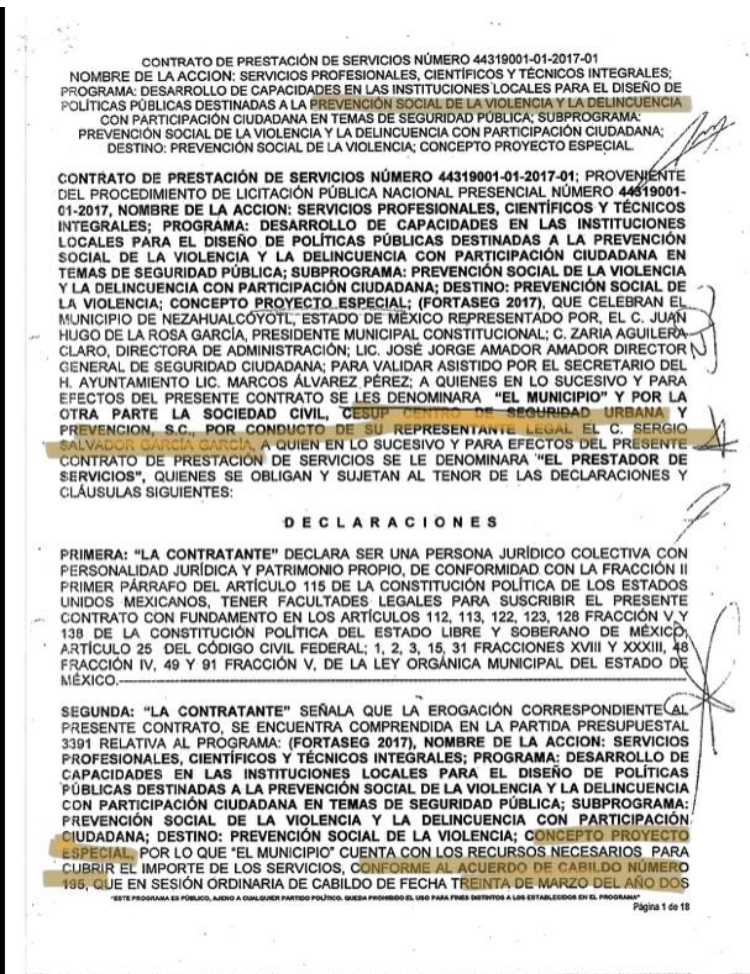 CONTRATO DE PRESTACIÓN DE SERVICIOS NÚMERO 44319001-01-2017-01
NOMBRE DE LA ACCION: SERVICIOS PROFESIONALES, CIENTÍFICOS Y TÉCNICOS INTEGRALES;
PROGRAMA: DESARROLLO DE CAPACIDADES EN LAS INSTITUCIONES LOCALES PARA EL DISEÑO DE
POLÍTICAS PÚBLICAS DESTINADAS A LA PREVENCIÓN SOCIAL DE LA VIOLENCIA Y LA DELINCUENCIA
CON PARTICIPACIÓN CIUDADANA EN TEMAS DE SEGURIDAD PÚBLICA; SUBPROGRAMA:
PREVENCIÓN SOCIAL DE LA VIOLENCIA Y LA DELINCUENCIA CON PARTICIPACIÓN CIUDADANA;
DESTINO: PREVENCIÓN SOCIAL DE LA VIOLENCIA; CONCEPTO PROYECTO ESPECIAL.
CONTRATO DE PRESTACIÓN DE SERVICIOS NÚMERO 44319001-01-2017-01; PROVENIENTE
DEL PROCEDIMIENTO DE LICITACIÓN PÚBLICA NACIONAL PRESENCIAL NÚMERO 44319001-
01-2017, NOMBRE DE LA ACCION: SERVICIOS PROFESIONALES, CIENTÍFICOS Y TÉCNICOS
INTEGRALES; PROGRAMA: DESARROLLO DE CAPACIDADES EN LAS INSTITUCIONES
LOCALES PARA EL DISEÑO DE POLÍTICAS PÚBLICAS DESTINADAS A LA PREVENCIÓN
SOCIAL DE LA VIOLENCIA Y LA DELINCUENCIA CON PARTICIPACIÓN CIUDADANA EN
TEMAS DE SEGURIDAD PÚBLICA; SUBPROGRAMA: PREVENCIÓN SOCIAL DE LA VIOLENCIA
Y LA DELINCUENCIA CON PARTICIPACIÓN CIUDADANA; DESTINO: PREVENCIÓN SOCIAL DE
LA VIOLENCIA; CONCEPTO PROYECTO ESPECIAL; (FORTASEG 2017), QUE CELEBRAN EL
MUNICIPIO DE NEZAHUALCÓYOTL, ESTADO DE MÉXICO REPRESENTADO POR, EL C. JUAN
HUGO DE LA ROSA GARCÍA, PRESIDENTE MUNICIPAL CONSTITUCIONAL; C. ZARIA AGUILERA
CLARO, DIRECTORA DE ADMINISTRACIÓN; LIC. JOSÉ JORGE AMADOR AMADOR DIRECTOR
GENERAL DE SEGURIDAD CIUDADANA; PARA VALIDAR ASISTIDO POR EL SECRETARIO DEL
H. AYUNTAMIENTO LIC. MARCOS ÁLVAREZ PÉREZ; A QUIENES EN LO SUCESIVO Y PARA
EFECTOS DEL PRESENTE CONTRATO SE LES DENOMINARA "EL MUNICIPIO" Y POR LA
OTRA PARTE LA SOCIEDAD CIVIL, CESUP CENTRO DE SEGURIDAD URBANA Y
PREVENCION, S.C., POR CONDUCTO DE SU REPRESENTANTE LEGAL EL C. SERGIO
SALVADOR GARCÍA GARCÍA, A QUIEN EN LO SUCESIVO Y PARA EFECTOS DEL PRESENTE
CONTRATO DE PRESTACIÓN DE SERVICIOS SE LE DENOMINARA "EL PRESTADOR DE
SERVICIOS", QUIENES SE OBLIGAN Y SUJETAN AL TENOR DE LAS DECLARACIONES Y
CLÁUSULAS SIGUIENTES:
DECLARACIONES
PRIMERA: "LA CONTRATANTE" DECLARA SER UNA PERSONA JURÍDICO COLECTIVA CON
PERSONALIDAD JURÍDICA Y PATRIMONIO PROPIO, DE CONFORMIDAD CON LA FRACCIÓN II
PRIMER PÁRRAFO DEL ARTÍCULO 115 DE LA CONSTITUCIÓN POLÍTICA DE LOS ESTADOS
UNIDOS MEXICANOS, TENER FACULTADES LEGALES PARA SUSCRIBIR EL PRESENTE
CONTRATO CON FUNDAMENTO EN LOS ARTÍCULOS 112, 113, 122, 123, 128 FRACCIÓN V Y
138 DE LA CONSTITUCIÓN POLÍTICA DEL ESTADO LIBRE Y SOBERANO DE MÉXICO,
ARTÍCULO 25 DEL CÓDIGO CIVIL FEDERAL; 1, 2, 3, 15, 31 FRACCIONES XVIII Y XXXIII, 48
FRACCIÓN IV, 49 Y 91 FRACCIÓN V, DE LA LEY ORGÁNICA MUNICIPAL DEL ESTADO DE
MÉXICO.
SEGUNDA: "LA CONTRATANTE" SEÑALA QUE LA EROGACIÓN CORRESPONDIENTE AL
PRESENTE CONTRATO, SE ENCUENTRA COMPRENDIDA EN LA PARTIDA PRESUPUESTAL
3391 RELATIVA AL PROGRAMA: (FORTASEG 2017), NOMBRE DE LA ACCION: SERVICIOS
PROFESIONALES, CIENTÍFICOS Y TÉCNICOS INTEGRALES; PROGRAMA: DESARROLLO DE
CAPACIDADES EN LAS INSTITUCIONES LOCALES PARA EL DISEÑO DE POLÍTICAS
PÚBLICAS DESTINADAS A LA PREVENCIÓN SOCIAL DE LA VIOLENCIA Y LA DELINCUENCIA
CON PARTICIPACIÓN CIUDADANA EN TEMAS DE SEGURIDAD PÚBLICA; SUBPROGRAMA:
PREVENCIÓN SOCIAL DE LA VIOLENCIA Y LA DELINCUENCIA CON PARTICIPACIÓN
CIUDADANA; DESTINO: PREVENCIÓN SOCIAL DE LA VIOLENCIA; CONCEPTO PROYECTO
ESPECIAL, POR LO QUE "EL MUNICIPIO" CUENTA CON LOS RECURSOS NECESARIOS PARA
CUBRIR EL IMPORTE DE LOS SERVICIOS, CONFORME AL ACUERDO DE CABILDO NÚMERO
195, QUE EN SESIÓN ORDINARIA DE CABILDO DE FECHA TREINTA DE MARZO DEL AÑO DOS
"ESTE PROGRAMA ES PÚBLICO, AJENO A CUALQUIER PARTIDO POLÍTICO. QUEDA PROHIBIDO EL USO PARA FINES DISTINTOS A LOS ESTABLECIDOS EN EL PROGRAMA"
Página 1 de 18